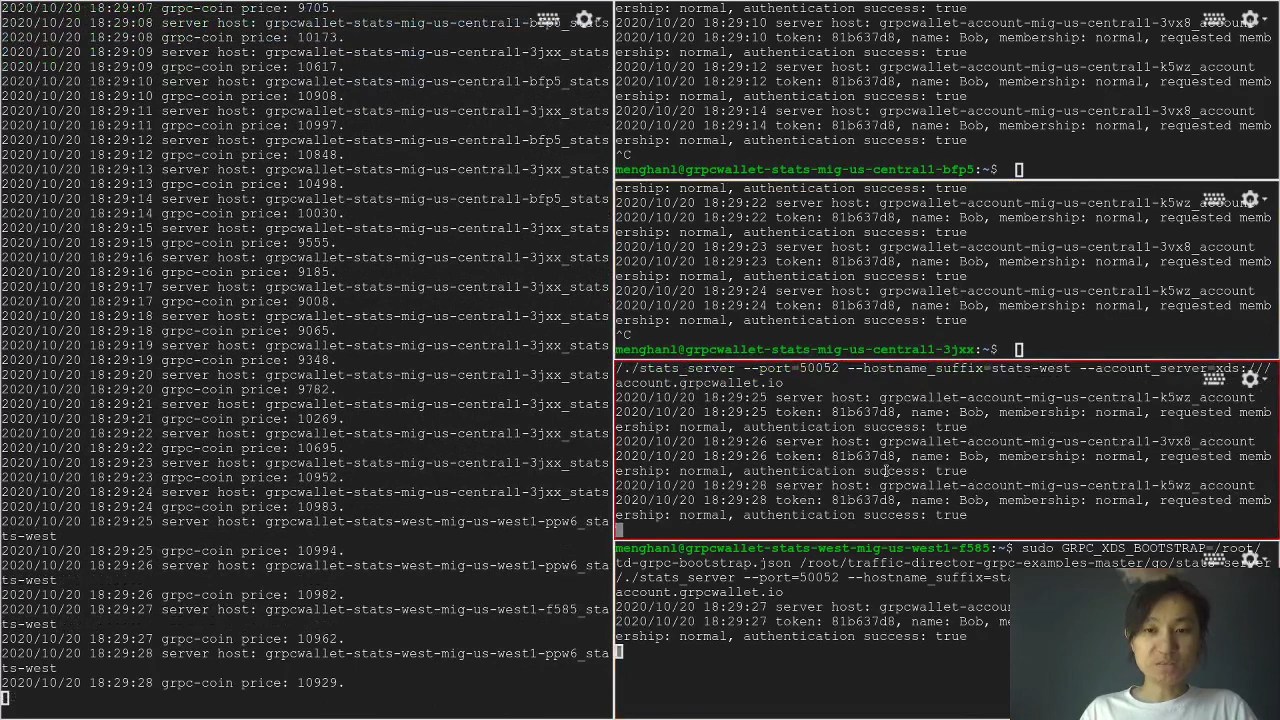 2020/10/20 18:29:07 grpc-coin price: 9705.
2020/10/20 18:29:08 server host: grpcwallet-stats-mig-us-central1-bfp5_stats
2020/10/20 18:29:08 grpc-coin price: 10173.
2020/10/20 18:29:09 server host: grpcwallet-stats-mig-us-central1-3jxx_stats
2020/10/20 18:29:09 grpc-coin price: 10617.
2020/10/20 18:29:10 server host: grpcwallet-stats-mig-us-central1-bfp5_stats
2020/10/20 18:29:10 grpc-coin price: 10908.
2020/10/20 18:29:11 server host: grpcwallet-stats-mig-us-central1-3jxx_stats
2020/10/20 18:29:11 grpc-coin price: 10997.
2020/10/20 18:29:12 server host: grpcwallet-stats-mig-us-central1-bfp5_stats
2020/10/20 18:29:12 grpc-coin price: 10848.
2020/10/20 18:29:13 server host: grpcwallet-stats-mig-us-central1-3jxx_stats
2020/10/20 18:29:13 grpc-coin price: 10498.
2020/10/20 18:29:14 server host: grpcwallet-stats-mig-us-central1-bfp5_stats
2020/10/20 18:29:14 grpc-coin price: 10030.
2020/10/20 18:29:15 server host: grpcwallet-stats-mig-us-central1-3jxx_stats
2020/10/20 18:29:15 grpc-coin price: 9555.
2020/10/20 18:29:16 server host: grpcwallet-stats-mig-us-central1-3jxx_stats
2020/10/20 18:29:16 grpc-coin price: 9185.
2020/10/20 18:29:17 server host: grpcwallet-stats-mig-us-central1-3jxx_stats
2020/10/20 18:29:17 grpc-coin price: 9008.
2020/10/20 18:29:18 server host: grpcwallet-stats-mig-us-central1-3jxx_stats
2020/10/20 18:29:18 grpc-coin price: 9065.
2020/10/20 18:29:19 server host: grpcwallet-stats-mig-us-central1-3jxx_stats
2020/10/20 18:29:19 grpc-coin price: 9348.
2020/10/20 18:29:20 server host: grpcwallet-stats-mig-us-central1-3jxx_stats
2020/10/20 18:29:20 grpc-coin price: 9782.
2020/10/20 18:29:21 server host: grpcwallet-stats-mig-us-central1-3jxx_stats
2020/10/20 18:29:21 grpc-coin price: 10269.
2020/10/20 18:29:22 server host: grpcwallet-stats-mig-us-central1-3jxx_stats
2020/10/20 18:29:22 grpc-coin price: 10695.
2020/10/20 18:29:23 server host: grpcwallet-stats-mig-us-central1-3jxx_stats
2020/10/20 18:29:23 grpc-coin price: 10952.
2020/10/20 18:29:24 server host: grpcwallet-stats-mig-us-central1-3jxx_stats
2020/10/20 18:29:24 grpc-coin price: 10983.
2020/10/20 18:29:25 server host: grpcwallet-stats-west-mig-us-west1-ppw6_sta
ts-west
2020/10/20 18:29:25 grpc-coin price: 10994.
2020/10/20 18:29:26 server host: grpcwallet-stats-west-mig-us-west1-ppw6_sta
ts-west
2020/10/20 18:29:26 grpc-coin price: 10982.
2020/10/20 18:29:27 server host: grpcwallet-stats-west-mig-us-west1-f585_sta
ts-west
2020/10/20 18:29:27 grpc-coin price: 10962.
2020/10/20 18:29:28 server host: grpcwallet-stats-west-mig-us-west1-ppw6_sta
ts-west
2020/10/20 18:29:28 grpc-coin price: 10929.
ership: normal, authentication success: true
2020/10/20 18:29:10 server host: grpcwallet-account-mig-us-central1-3vx8_account
2020/10/20 18:29:10 token: 81b637d8, name: Bob, membership: normal, requested memb
ership: normal, authentication success: true
2020/10/20 18:29:12 server host: grpcwallet-account-mig-us-central1-k5wz_account
2020/10/20 18:29:12 token: 81b637d8, name: Bob, membership: normal, requested memb
ership: normal, authentication success: true
2020/10/20 18:29:14 server host: grpcwallet-account-mig-us-central1-3vx8_account
2020/10/20 18:29:14 token: 81b637d8, name: Bob, membership: normal, requested memb
ership: normal, authentication success: true
^C
menghanl@grpcwallet-stats-mig-us-central1-bfp5:~$
ership: normal, authentication success: true
2020/10/20 18:29:22 server host: grpcwallet-account-mig-us-central1-k5wz_account
2020/10/20 18:29:22 token: 81b637d8, name: Bob, membership: normal, requested memb
ership: normal, authentication success: true
2020/10/20 18:29:23 server host: grpcwallet-account-mig-us-central1-3vx8_account
2020/10/20 18:29:23 token: 81b637d8, name: Bob, membership: normal, requested memb
ership: normal, authentication success: true
2020/10/20 18:29:24 server host: grpcwallet-account-mig-us-central1-k5wz_account
2020/10/20 18:29:24 token: 81b637d8, name: Bob, membership: normal, requested memb
ership: normal, authentication success: true
^C
menghanl@grpcwallet-stats-mig-us-central1-3jxx:~$
/./stats_server --port=50052 --hostname_suffix=stats-west --account_server=xds:///
account.grpcwallet.io
2020/10/20 18:29:25 server host: grpcwallet-account-mig-us-central1-k5wz_account
2020/10/20 18:29:25 token: 81b637d8, name: Bob, membership: normal, requested memb
ership: normal, authentication success: true
2020/10/20 18:29:26 server host: grpcwallet-account-mig-us-central1-3vx8_account
2020/10/20 18:29:26 token: 81b637d8, name: Bob, membership: normal, requested memb
ership: normal, authentication success: true
2020/10/20 18:29:28 server host: grpcwallet-account-mig-us-central1-k5wz_account
2020/10/20 18:29:28 token: 81b637d8, name: Bob, membership: normal, requested memb
ership: normal, authentication success: true
menghanl@grpcwallet-stats-west-mig-us-west1-f585:~$ sudo GRPC_XDS_BOOTSTRAP=/root/
td-grpc-bootstrap.json /root/traffic-director-grpc-examples-master/go/stats_server
/./stats_server --port=50052 --hostname_suffix=sta
account.grpcwallet.io
2020/10/20 18:29:27 server host: grpcwallet-acc
2020/10/20 18:29:27 token: 81b637d8, name: Bob, me
ership: normal, authentication success: true